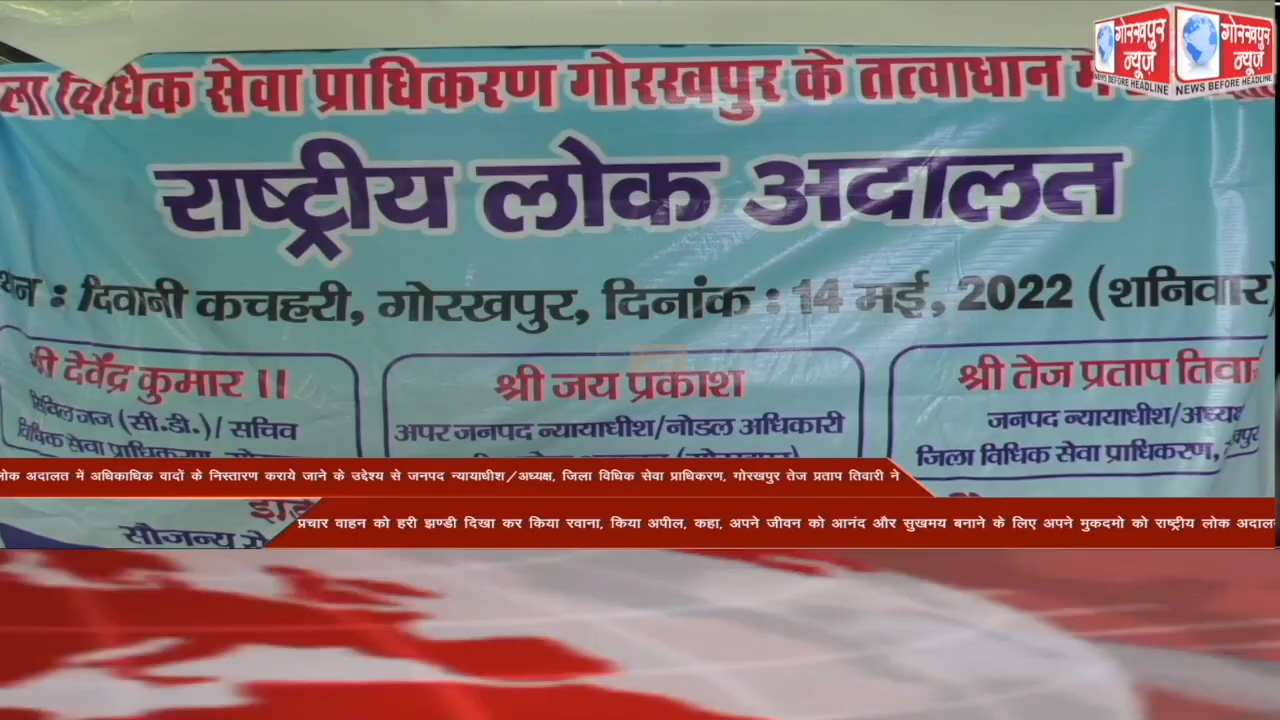 गोरखपुर न्यूज़ गोरखपुर न्यूज़
NEWS BEFORE HEADLINE NEWS BEFORE HEADLINE
विधिक सेवा प्राधिकरण गोरखपुर के तत्वाधान
राष्ट्रीय लोक अदालत
: दिवानी कचहरी, गोरखपुर, दिनांक : 14 मई, 2022 (शनिवार)
श्री देवेंद्र कुमार ।।
सिविल जज (सी.डी.)/ सचिव
विधिक सेवा प्राधिकरण,
श्री जय प्रकाश
अपर जनपद न्यायाधीश/नोडल अधिकारी
श्री तेज प्रताप
जनपद न्यायाधीश/अध्यक्ष
जिला विधिक सेवा प्राधिकरण,
लोक अदालत में अधिकाधिक वादों के निस्तारण कराये जाने के उद्देश्य से जनपद न्यायाधीश/अध्यक्ष, जिला विधिक सेवा प्राधिकरण, गोरखपुर तेज प्रताप तिवारी ने
प्रचार वाहन को हरी झण्डी दिखा कर किया रवाना, किया अपील, कहा, अपने जीवन को आनंद और सुखमय बनाने के लिए अपने मुकदमो को राष्ट्रीय लोक
सौजन्य से